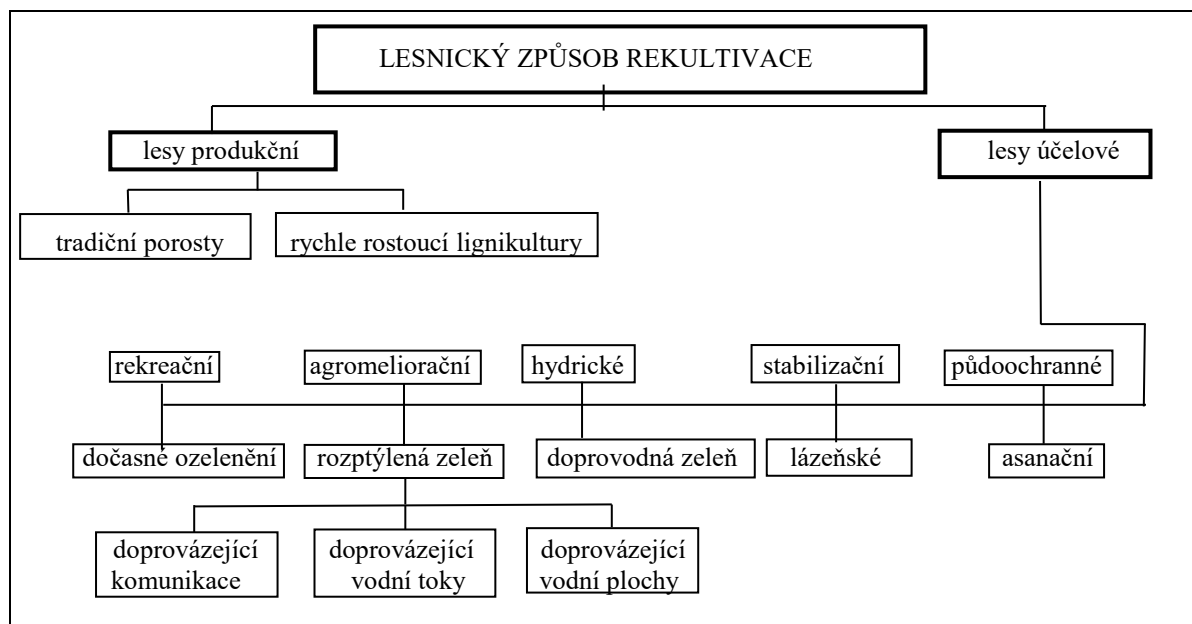 LESNICKÝ ZPŮSOB REKULTIVACE
lesy produkční
lesy účelové
tradiční porosty
rychle rostoucí lignikultury
rekreační
agromeliorační
hydrické
stabilizační
půdoochranné
dočasné ozelenění
rozptýlená zeleň
doprovodná zeleň
lázeňské
asanační
doprovázející
komunikace
doprovázející
vodní toky
doprovázející
vodní plochy